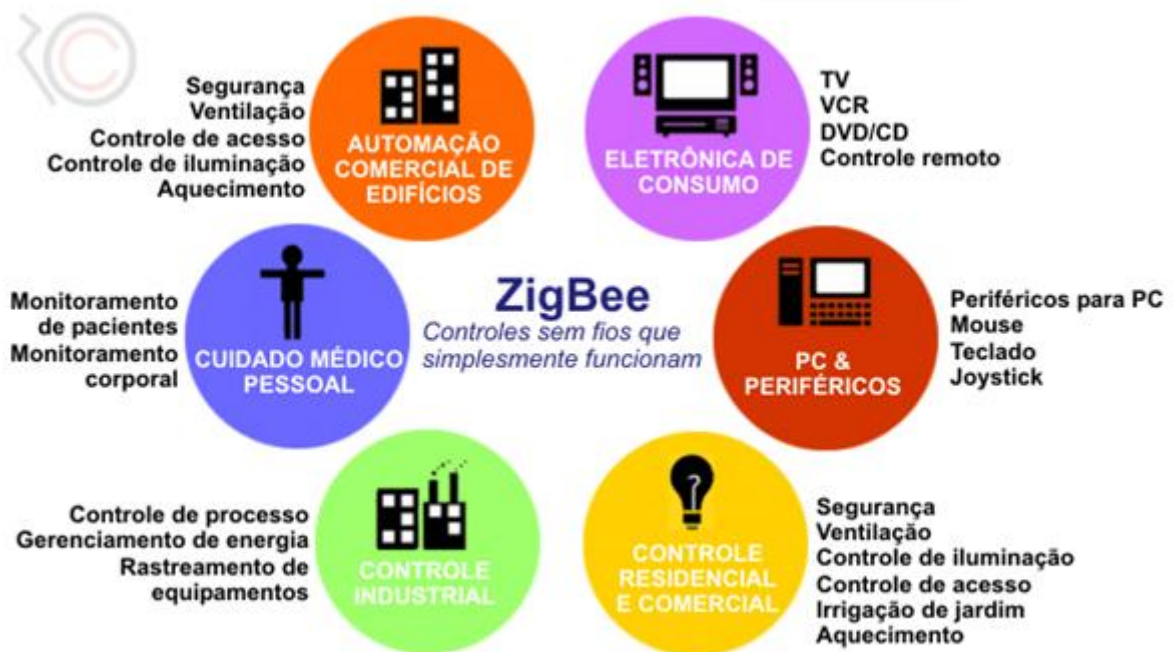 Segurança
Ventilação
Controle de acesso
Controle de iluminação
Aquecimento
AUTOMAÇÃO
COMERCIAL DE
EDIFÍCIOS
ELETRÔNICA DE
CONSUMO
TV
VCR
DVD/CD
Controle remoto
Monitoramento
de pacientes
Monitoramento
corporal
CUIDADO MÉDICO
PESSOAL
ZigBee
Controles sem fios que
simplesmente funcionam
PC &
PERIFÉRICOS
Periféricos para PC
Mouse
Teclado
Joystick
Controle de processo
Gerenciamento de energia
Rastreamento de
equipamentos
CONTROLE
INDUSTRIAL
CONTROLE
RESIDENCIAL
E COMERCIAL
Segurança
Ventilação
Controle de iluminação
Controle de acesso
Irrigação de jardim
Aquecimento